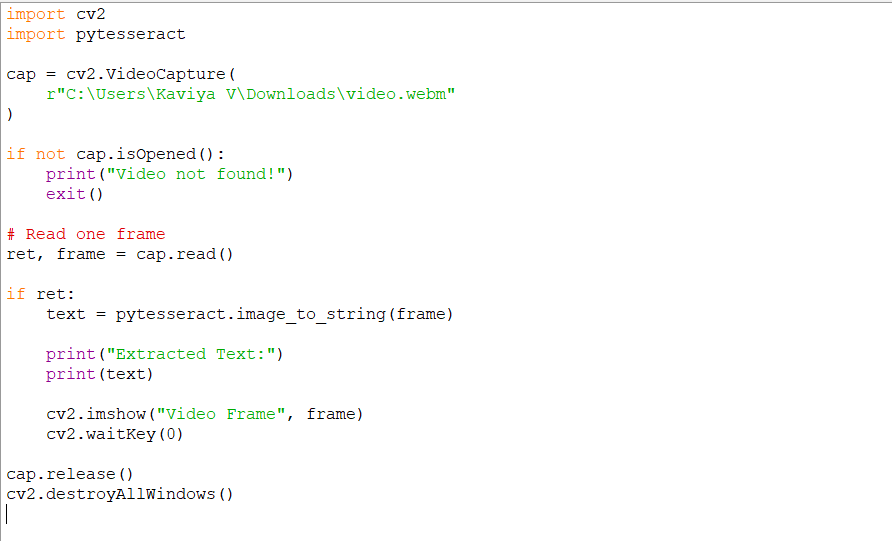 import cv2
import pytesseract

cap = cv2.VideoCapture(
    r"C:\Users\Kaviya V\Downloads\video.webm"
)

if not cap.isOpened():
    print("Video not found!")
    exit()

# Read one frame
ret, frame = cap.read()

if ret:
    text = pytesseract.image_to_string(frame)

    print("Extracted Text:")
    print(text)

    cv2.imshow("Video Frame", frame)
    cv2.waitKey(0)

cap.release()
cv2.destroyAllWindows()